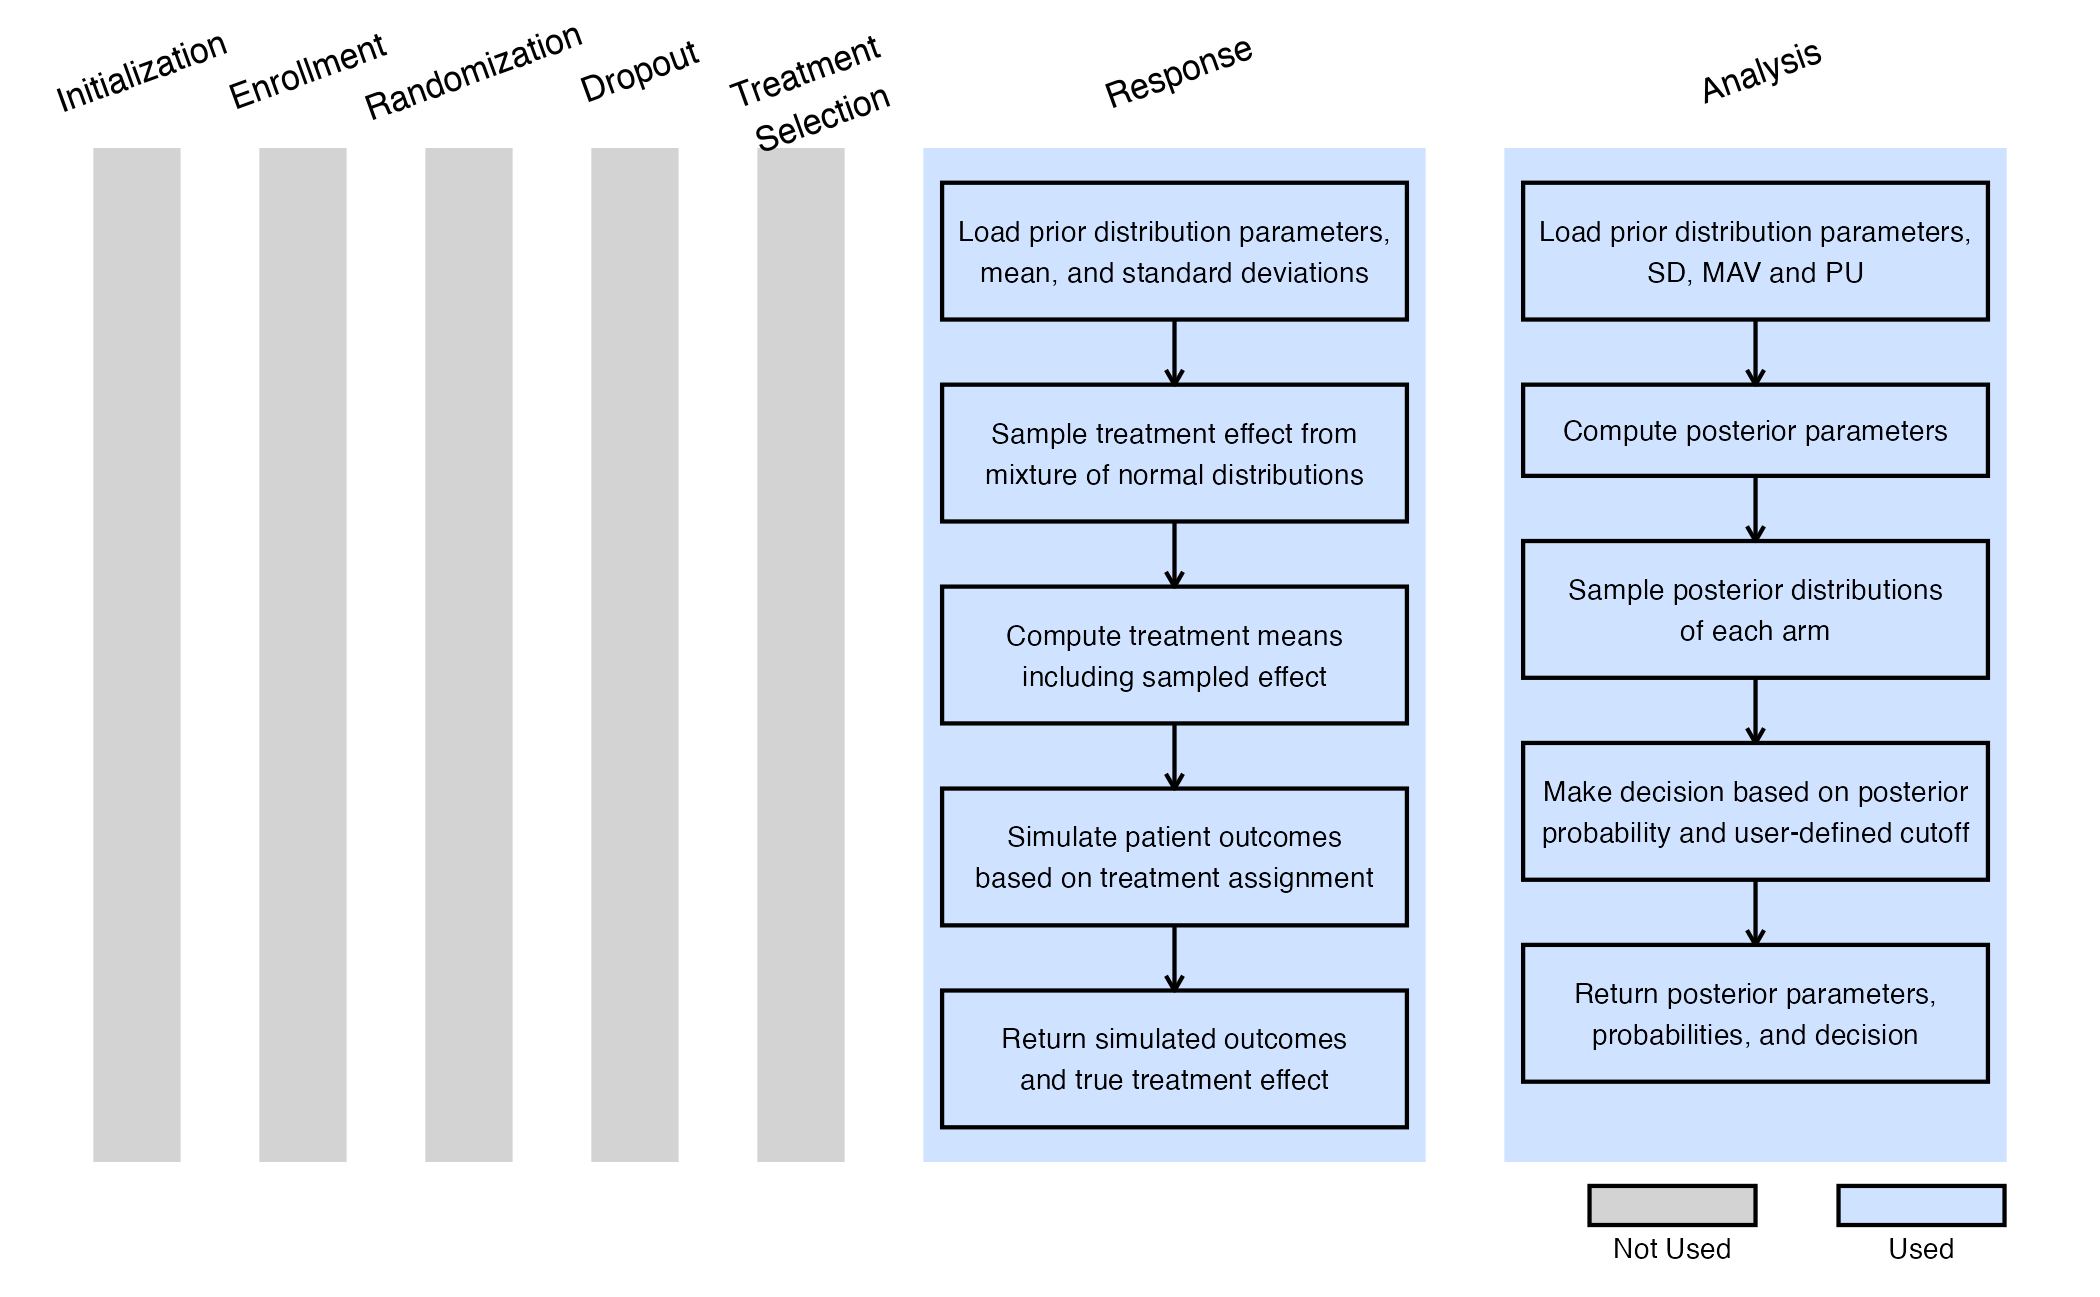 Initialization
Enrollment
Randomization
Dropout
Treatment
Selection
Response
Analysis
Load prior distribution parameters,
mean, and standard deviations
Sample treatment effect from
mixture of normal distributions
Compute treatment means
including sampled effect
Simulate patient outcomes
based on treatment assignment
Return simulated outcomes
and true treatment effect
Load prior distribution parameters,
SD, MAV and PU
Compute posterior parameters
Sample posterior distributions
of each arm
Make decision based on posterior
probability and user-defined cutoff
Return posterior parameters,
probabilities, and decision
Not Used
Used